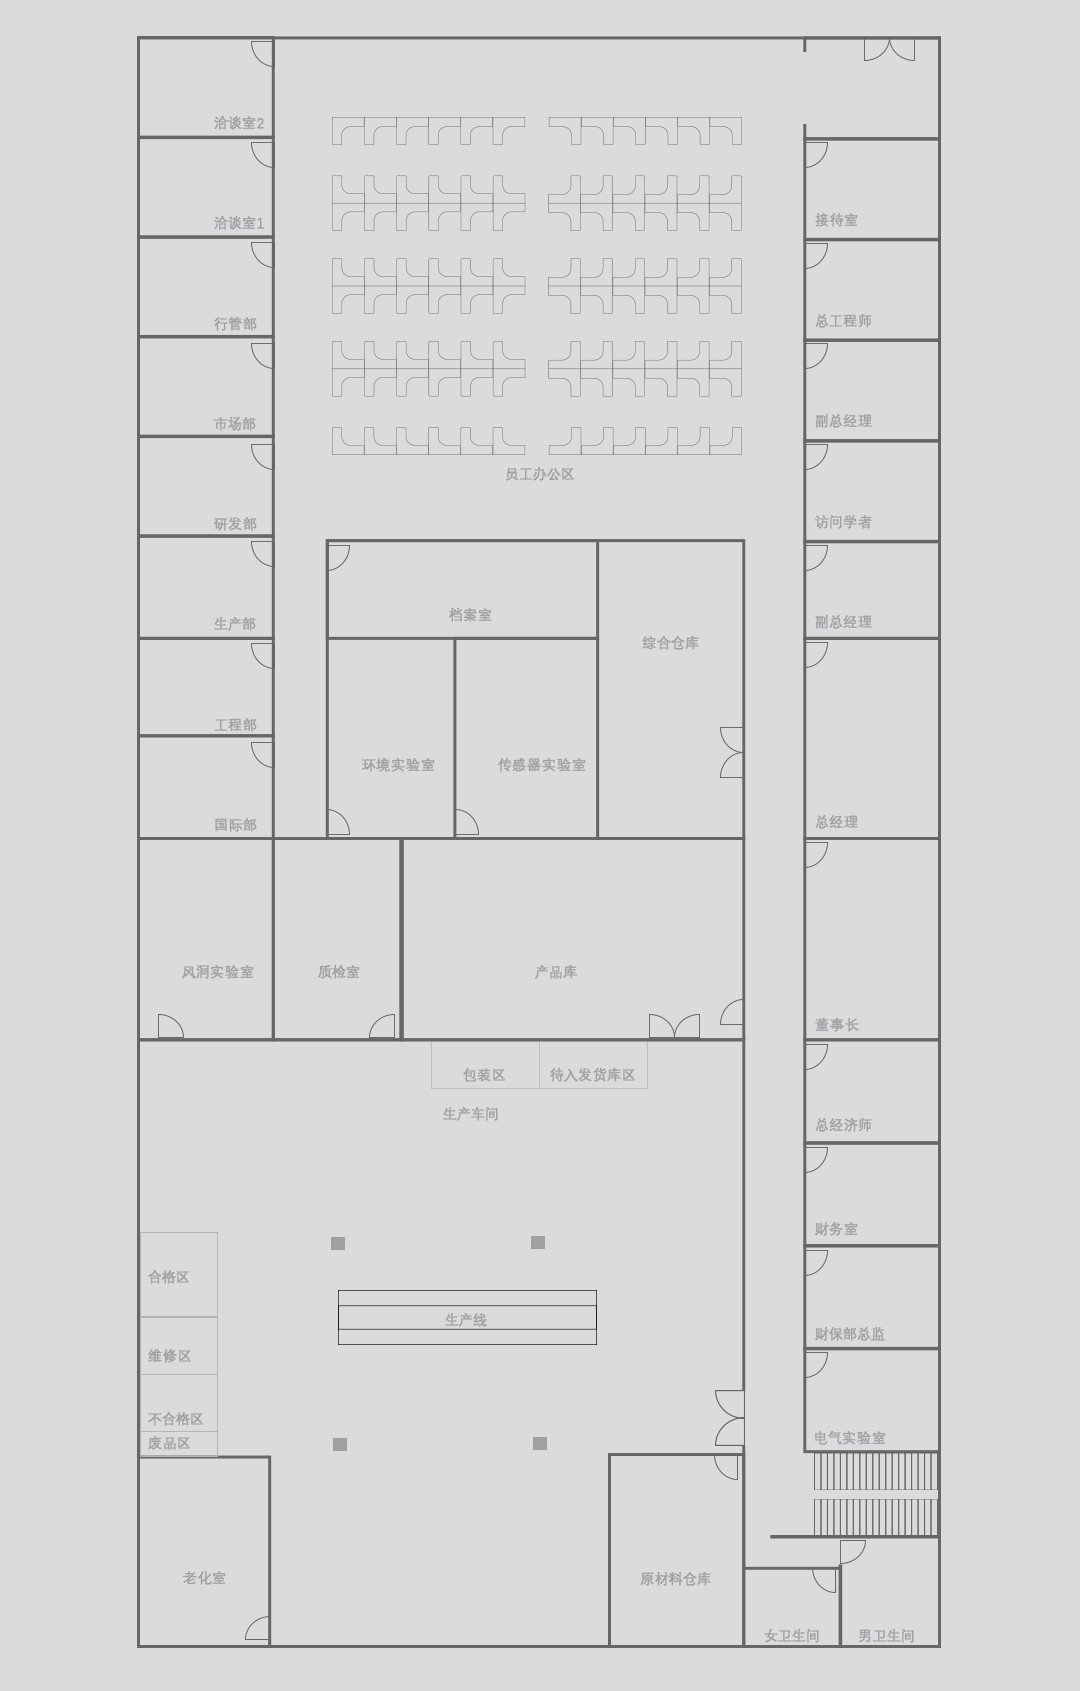 洽谈室2
洽谈室1
接待室
行管部
总工程师
市场部
副总经理
员工办公区
研发部
访问学者
生产部
档案室
副总经理
综合仓库
工程部
环境实验室
传感器实验室
国际部
总经理
风洞实验室
质检室
产品库
董事长
包装区
待入发货库区
生产车间
总经济师
财务室
合格区
生产线
财保部总监
维修区
不合格区
废品区
电气实验室
老化室
原材料仓库
女卫生间
男卫生间